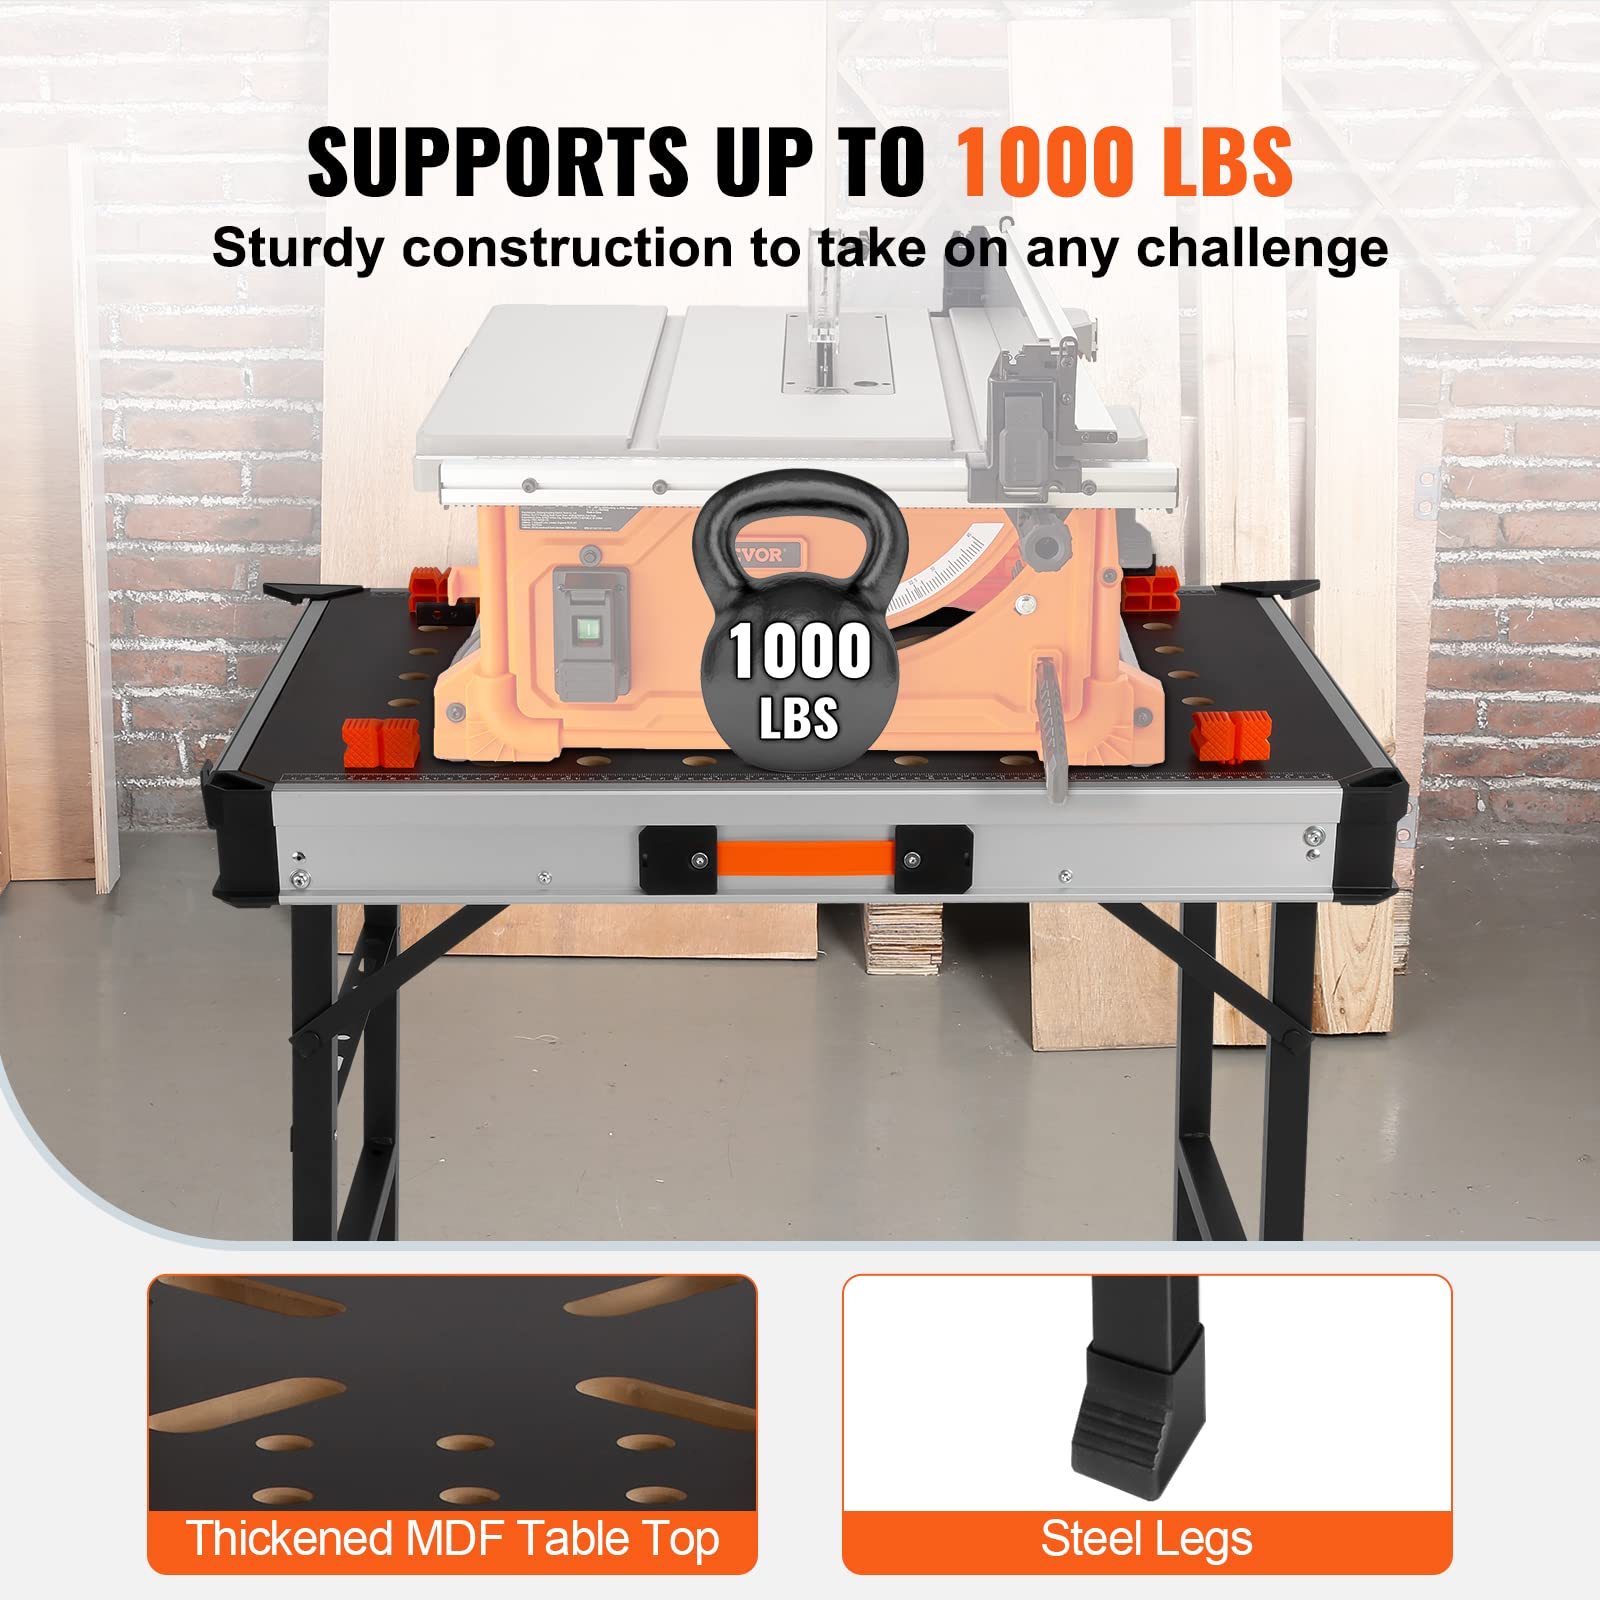 SUPPORTS UP TO 1000 LBS
Sturdy construction to take on any challenge
EVOR
1000
LBS
Thickened MDF Table Top
Steel Legs